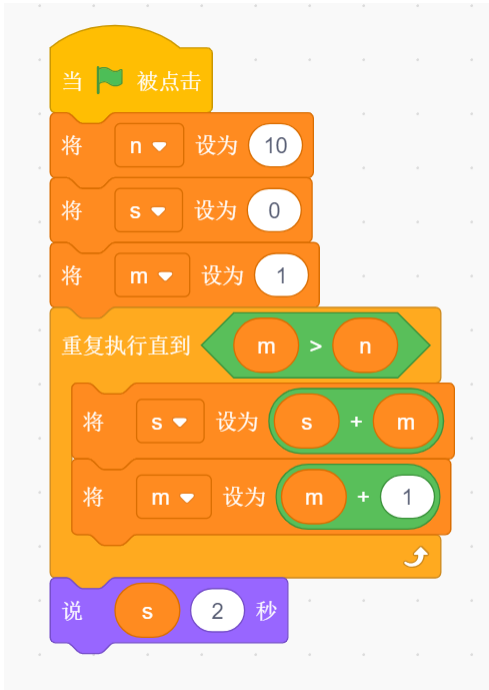 当 被点击
将 n 设为 10
将 s 设为 0
将 m 设为 1
重复执行直到 m > n
将 s 设为 s + m
将 m 设为 m + 1
说 s 2 秒